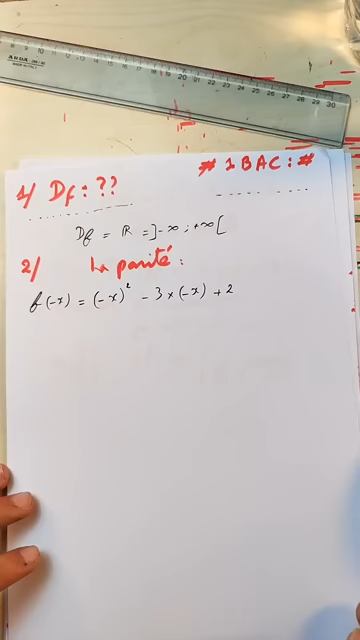 # 1 BAC : #
1/ Df : ??
Df = ℝ = ]-∞ ; +∞[
2/ La parité :
f(-x) = (-x)² - 3 × (-x) + 2